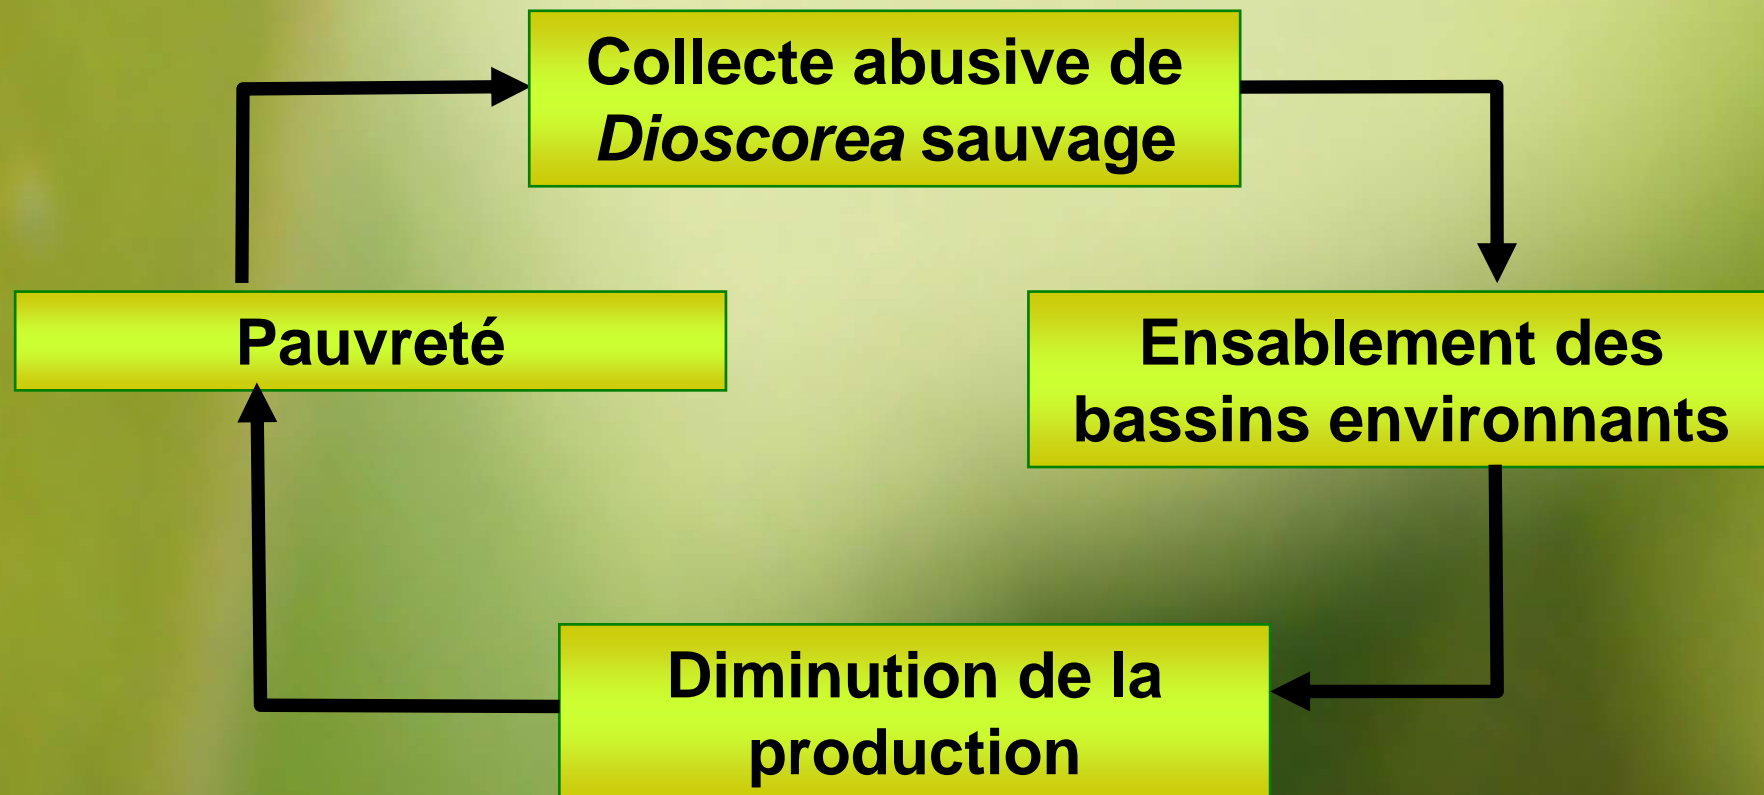 Collecte abusive de
Dioscorea sauvage
Pauvreté
Ensablement des
bassins environnants
Diminution de la
production